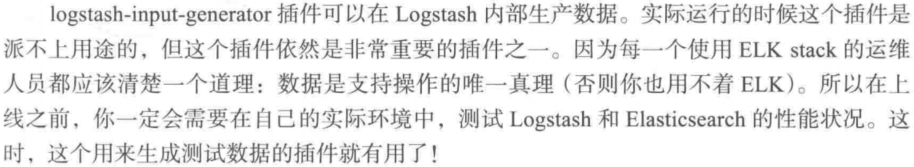 logstash-input-generator 插件可以在 Logstash 内部生产数据。实际运行的时候这个插件是
派不上用途的，但这个插件依然是非常重要的插件之一。因为每一个使用 ELK stack 的运维
人员都应该清楚一个道理：数据是支持操作的唯一真理（否则你也用不着 ELK）。所以在上
线之前，你一定会需要在自己的实际环境中，测试 Logstash 和 Elasticsearch 的性能状况。这
时，这个用来生成测试数据的插件就有用了！